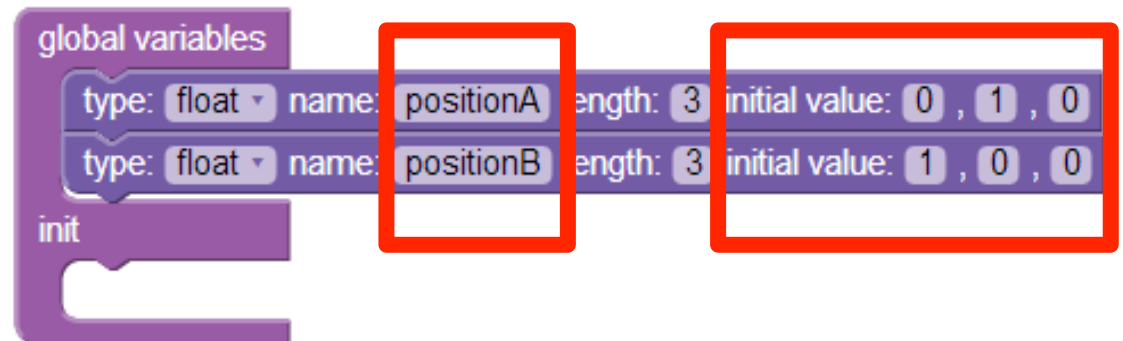 global variables
type: float name: positionA ength: 3 initial value: 0 , 1 , 0
type: float name: positionB ength: 3 initial value: 1 , 0 , 0
init